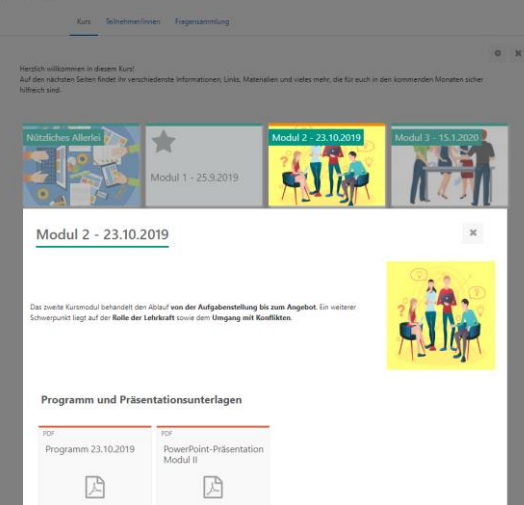 Kurs Teilnehmer/innen Fragensammlung
Herzlich willkommen in diesem Kurs!
Auf den nächsten Seiten findet ihr verschiedenste Informationen, Links, Materialien und vieles mehr, die für euch in den kommenden Monaten sicher
hilfreich sind.
Nützliches Allerlei
Modul 1 - 25.9.2019
Modul 2 - 23.10.2019
Modul 3 - 15.1.2020
Modul 2 - 23.10.2019
Das zweite Kursmodul behandelt den Ablauf von der Aufgabenstellung bis zum Angebot. Ein weiterer
Schwerpunkt liegt auf der Rolle der Lehrkraft sowie dem Umgang mit Konflikten.
Programm und Präsentationsunterlagen
PDF
Programm 23.10.2019
PDF
PowerPoint-Präsentation
Modul II